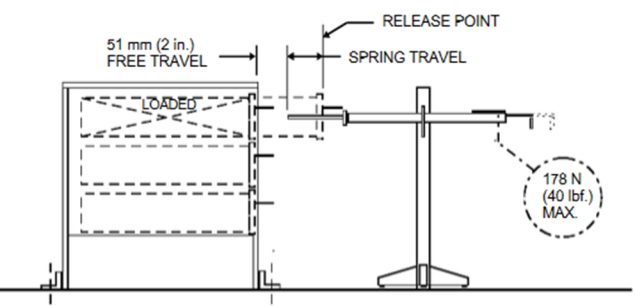 RELEASE POINT
51 mm (2 in.)
FREE TRAVEL
SPRING TRAVEL
LOADED
178 N
(40 lbf.)
MAX.